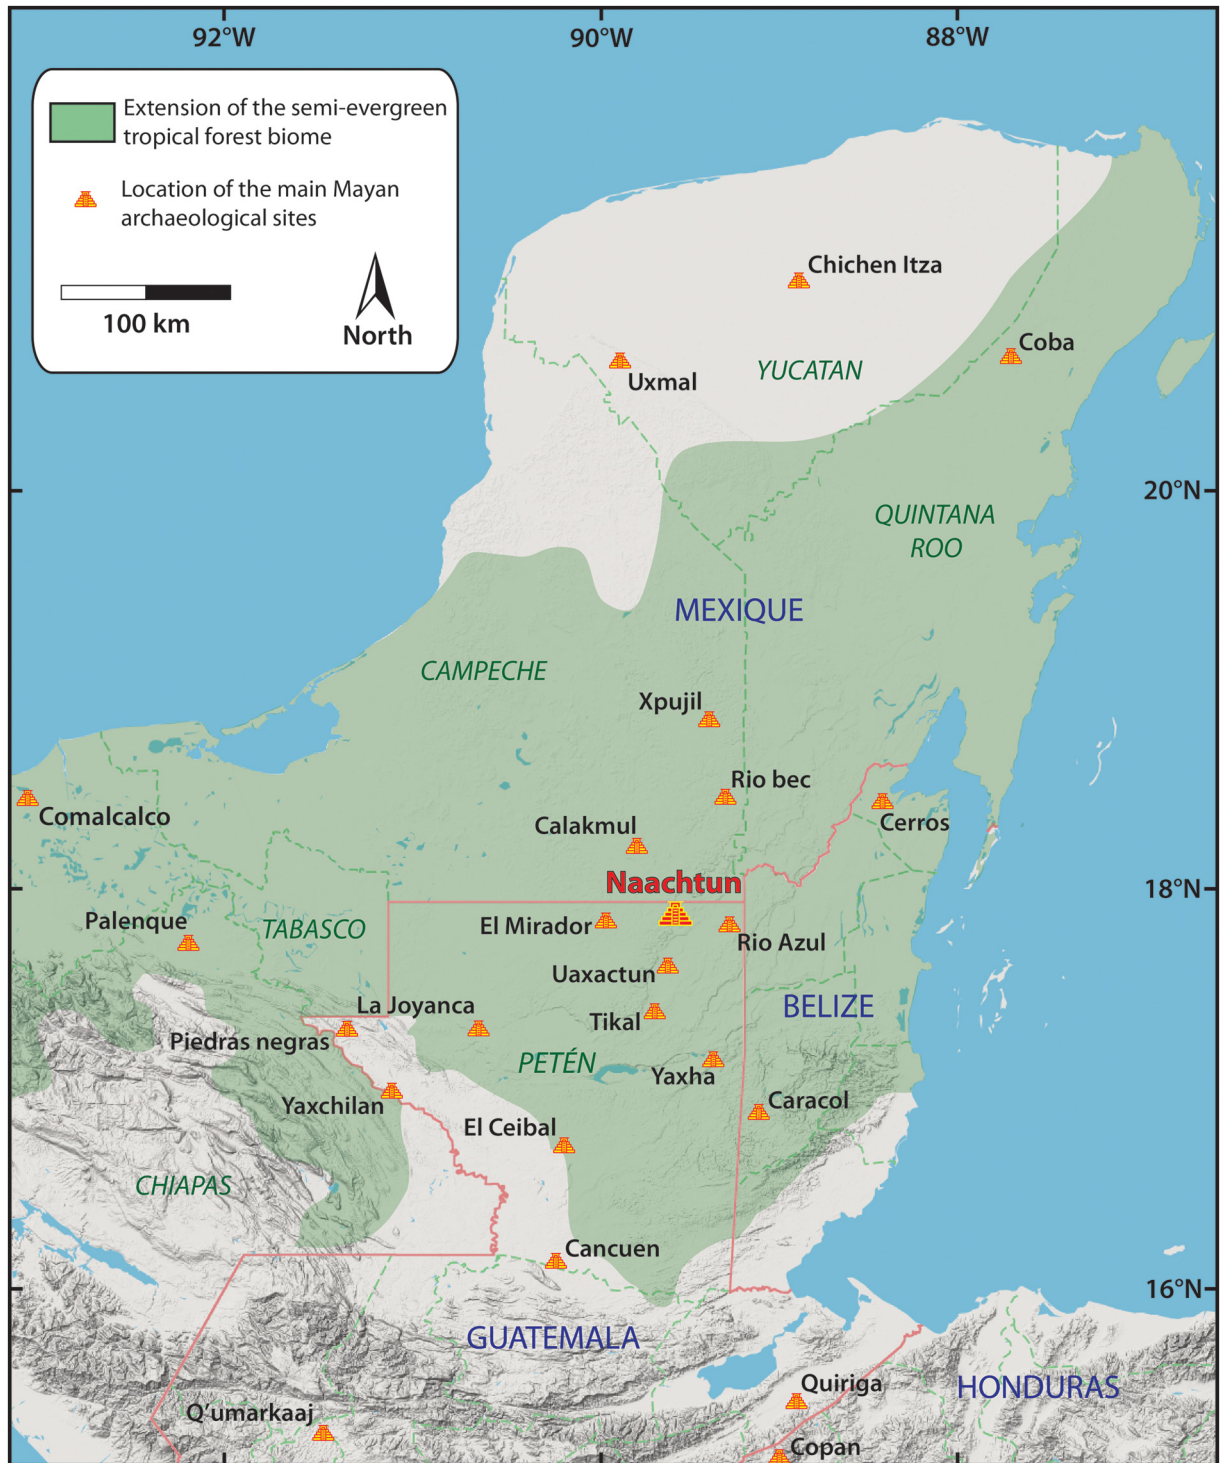 92°W
90°W
88°W
Extension of the semi-evergreen
tropical forest biome
Location of the main Mayan
archaeological sites
100 km
North
Chichen Itza
Coba
Uxmal
YUCATAN
20°N
QUINTANA
ROO
MEXIQUE
CAMPECHE
Xpujil
Rio bec
Comalcalco
Calakmul
Cerros
Naachtun
18°N
Palenque
TABASCO
El Mirador
Rio Azul
Uaxactun
La Joyanca
BELIZE
Tikal
Piedras negras
PETÉN
Yaxha
Yaxchilan
Caracol
El Ceibal
CHIAPAS
Cancuen
16°N
GUATEMALA
Quiriga
HONDURAS
Q'umarkaaj
Copan